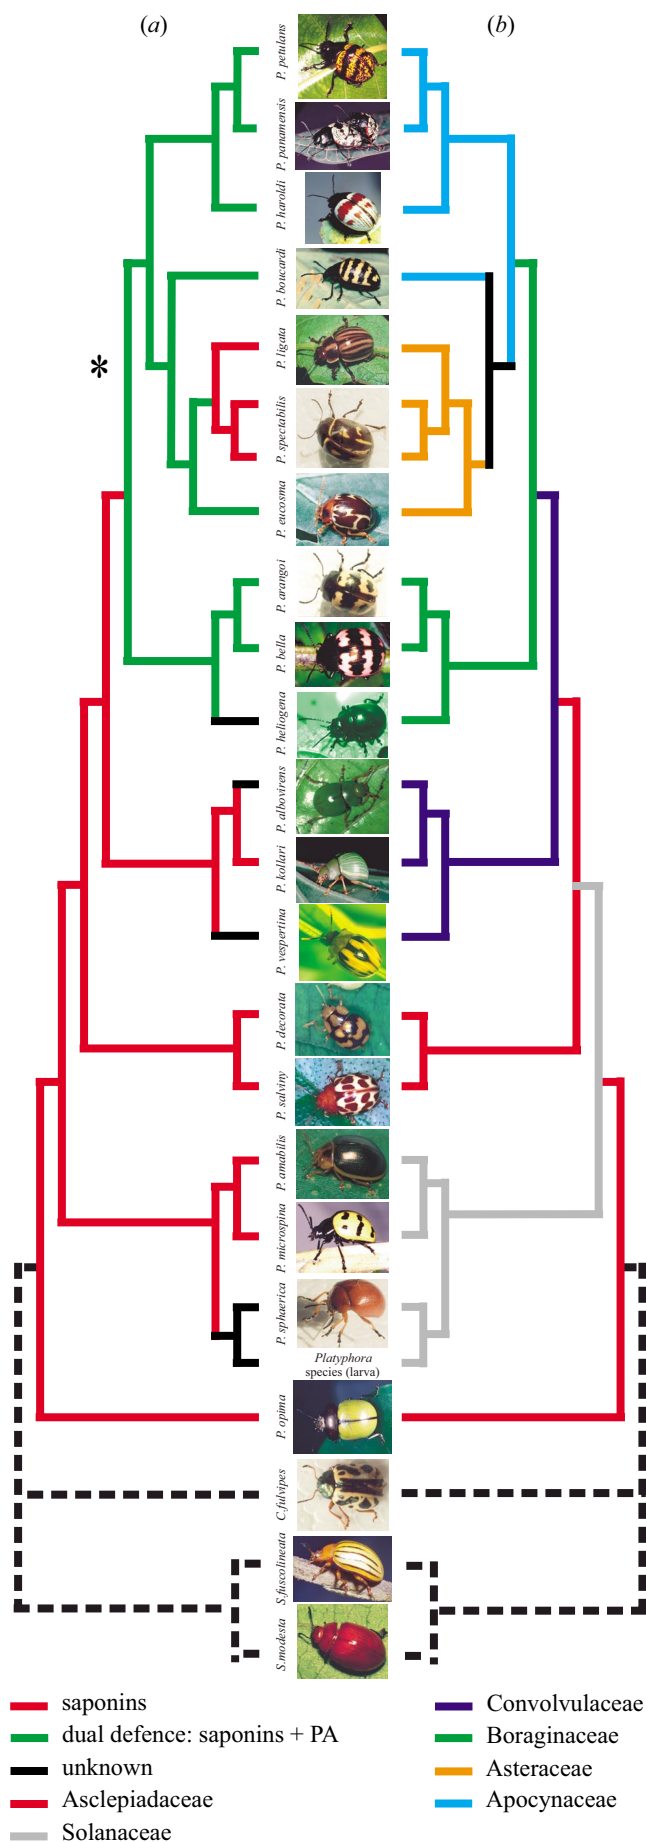 (a)
(b)
P. petulans
P. panamensis
P. haroldi
P. boucardi
*
P. ligata
P. spectabilis
P. eucosma
P. arangoi
P. bella
P. heliogena
P. albovirens
P. kollari
P. vespertina
P. decorata
P. salviny
P. amabilis
P. microspina
P. sphaerica
Platyphora
species (larva)
P. opima
C.fulvipes
S.fuscolineata
S.modesta
saponins
dual defence: saponins + PA
unknown
Asclepiadaceae
Solanaceae
Convolvulaceae
Boraginaceae
Asteraceae
Apocynaceae